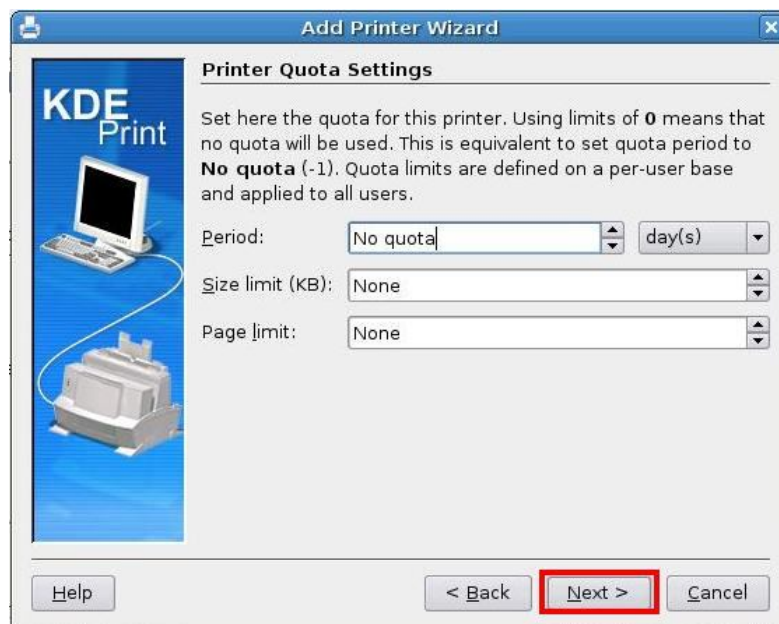 Add Printer Wizard
KDE
Print
Printer Quota Settings
Set here the quota for this printer. Using limits of 0 means that
no quota will be used. This is equivalent to set quota period to
No quota (-1). Quota limits are defined on a per-user base
and applied to all users.
Period: No quota day(s)
Size limit (KB): None
Page limit: None
Help < Back Next > Cancel